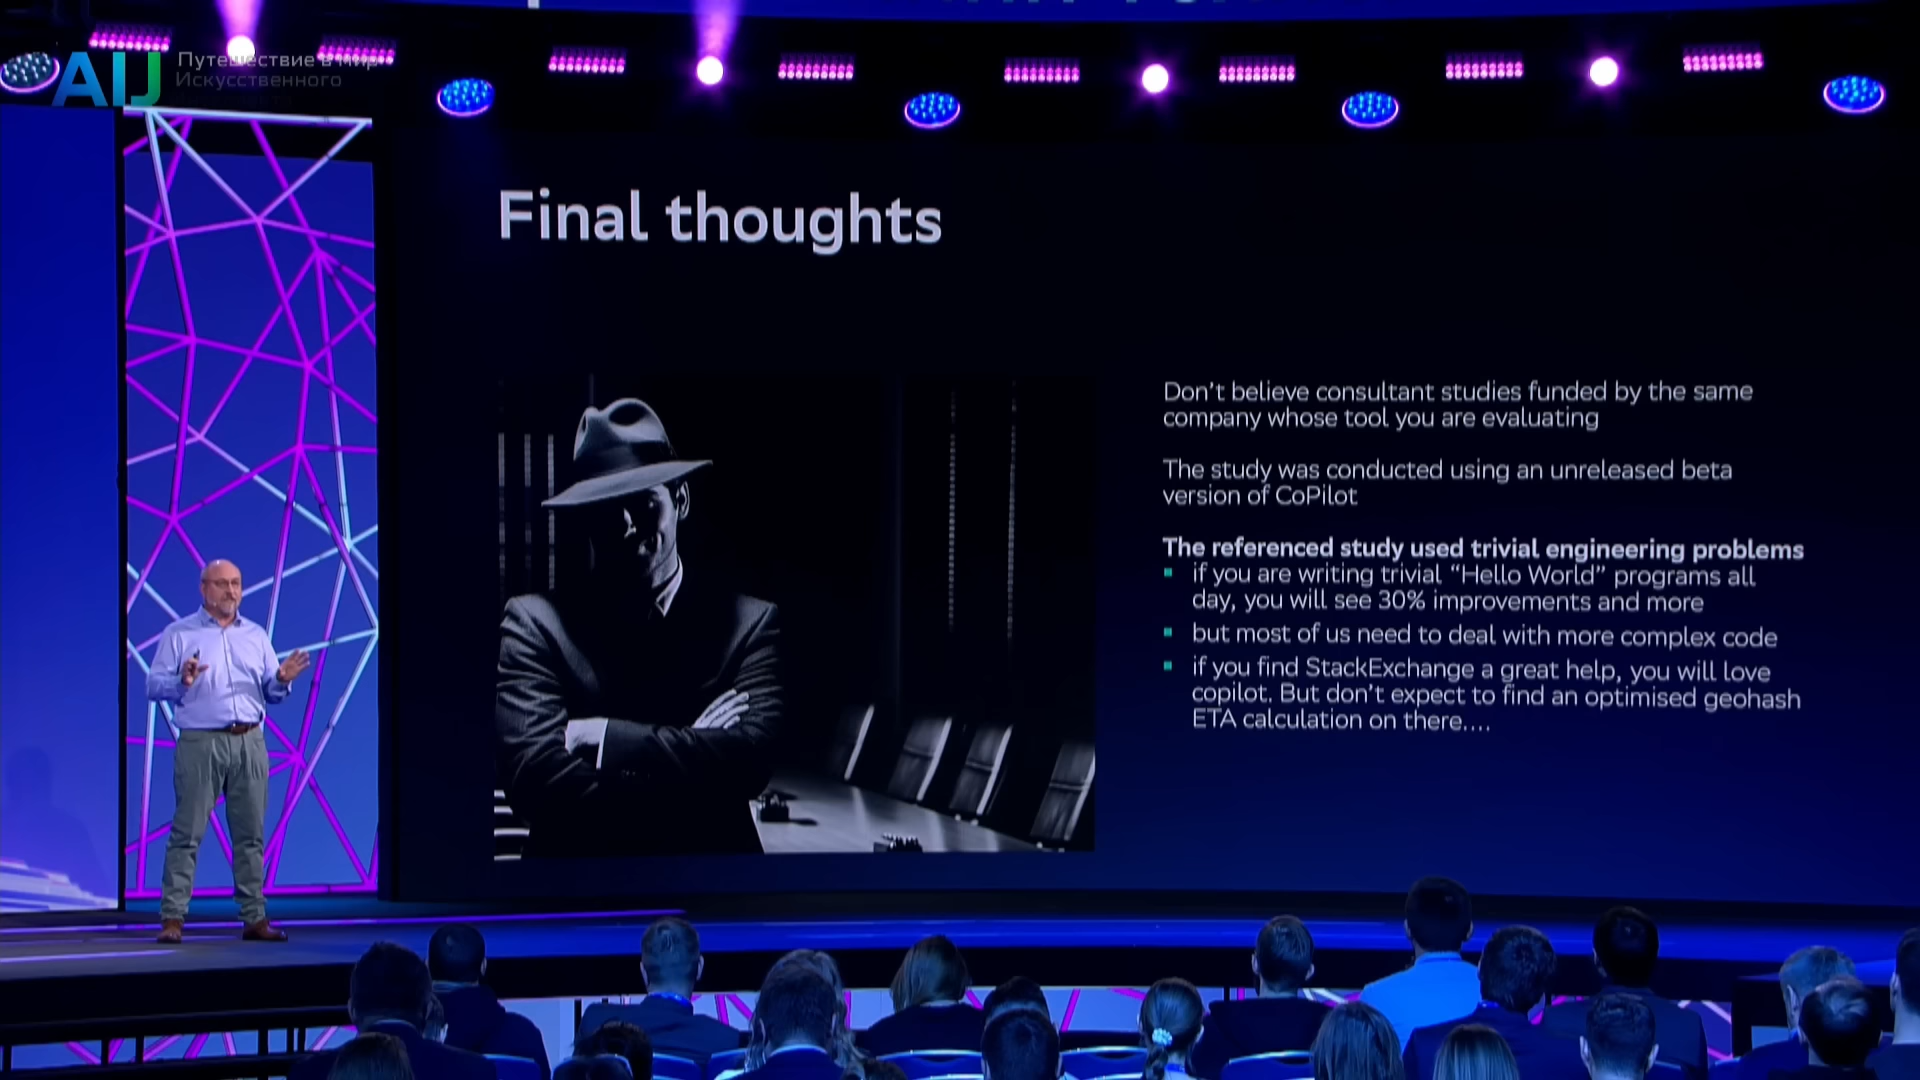 AIJ
Путешествие в мир
Искусственного
Final thoughts
Don't believe consultant studies funded by the same
company whose tool you are evaluating
The study was conducted using an unreleased beta
version of CoPilot
The referenced study used trivial engineering problems
if you are writing trivial “Hello World” programs all
day, you will see 30% improvements and more
but most of us need to deal with more complex code
if you find StackExchange a great help, you will love
copilot. But don't expect to find an optimised geohash
ETA calculation on there....